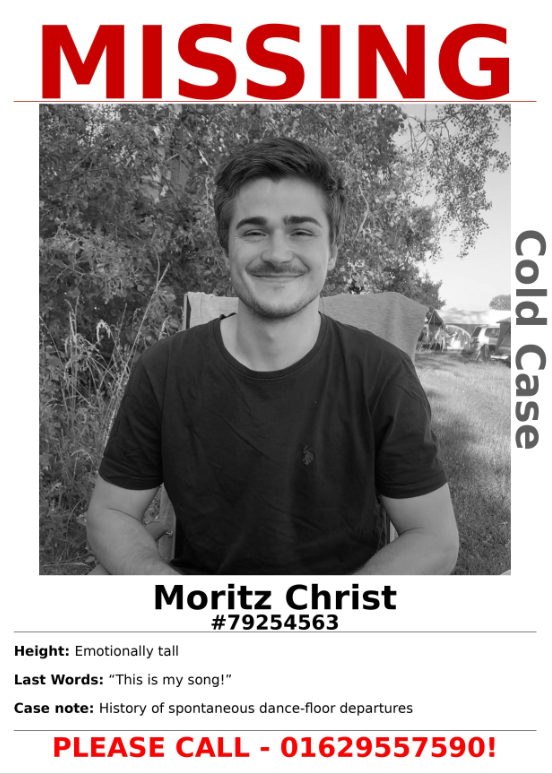 MISSING
Cold Case
Moritz Christ
#79254563
Height: Emotionally tall
Last Words: “This is my song!”
Case note: History of spontaneous dance-floor departures
PLEASE CALL - 01629557590!